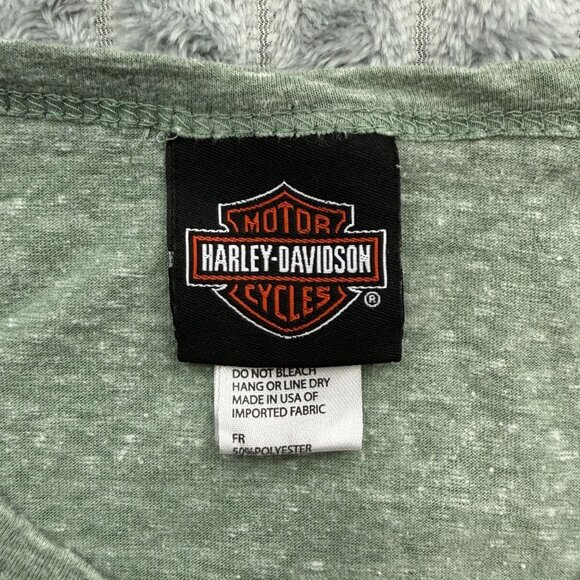 MOTOR
HARLEY-DAVIDSON
CYCLES
®
DO NOT BLEACH
HANG OR LINE DRY
MADE IN USA OF
IMPORTED FABRIC
FR
50% POLYESTER